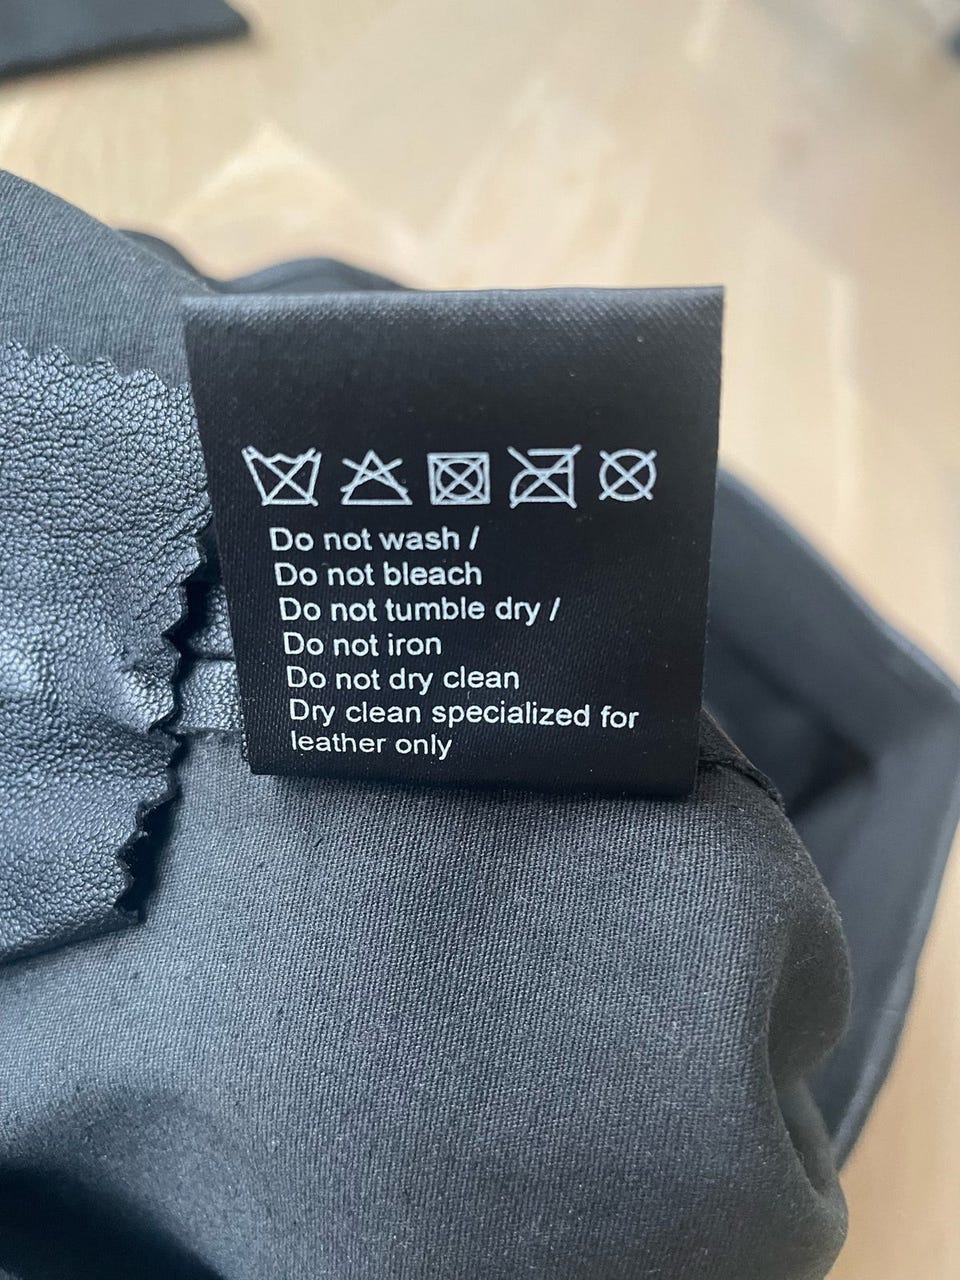 Do not wash /
Do not bleach
Do not tumble dry /
Do not iron
Do not dry clean
Dry clean specialized for
leather only